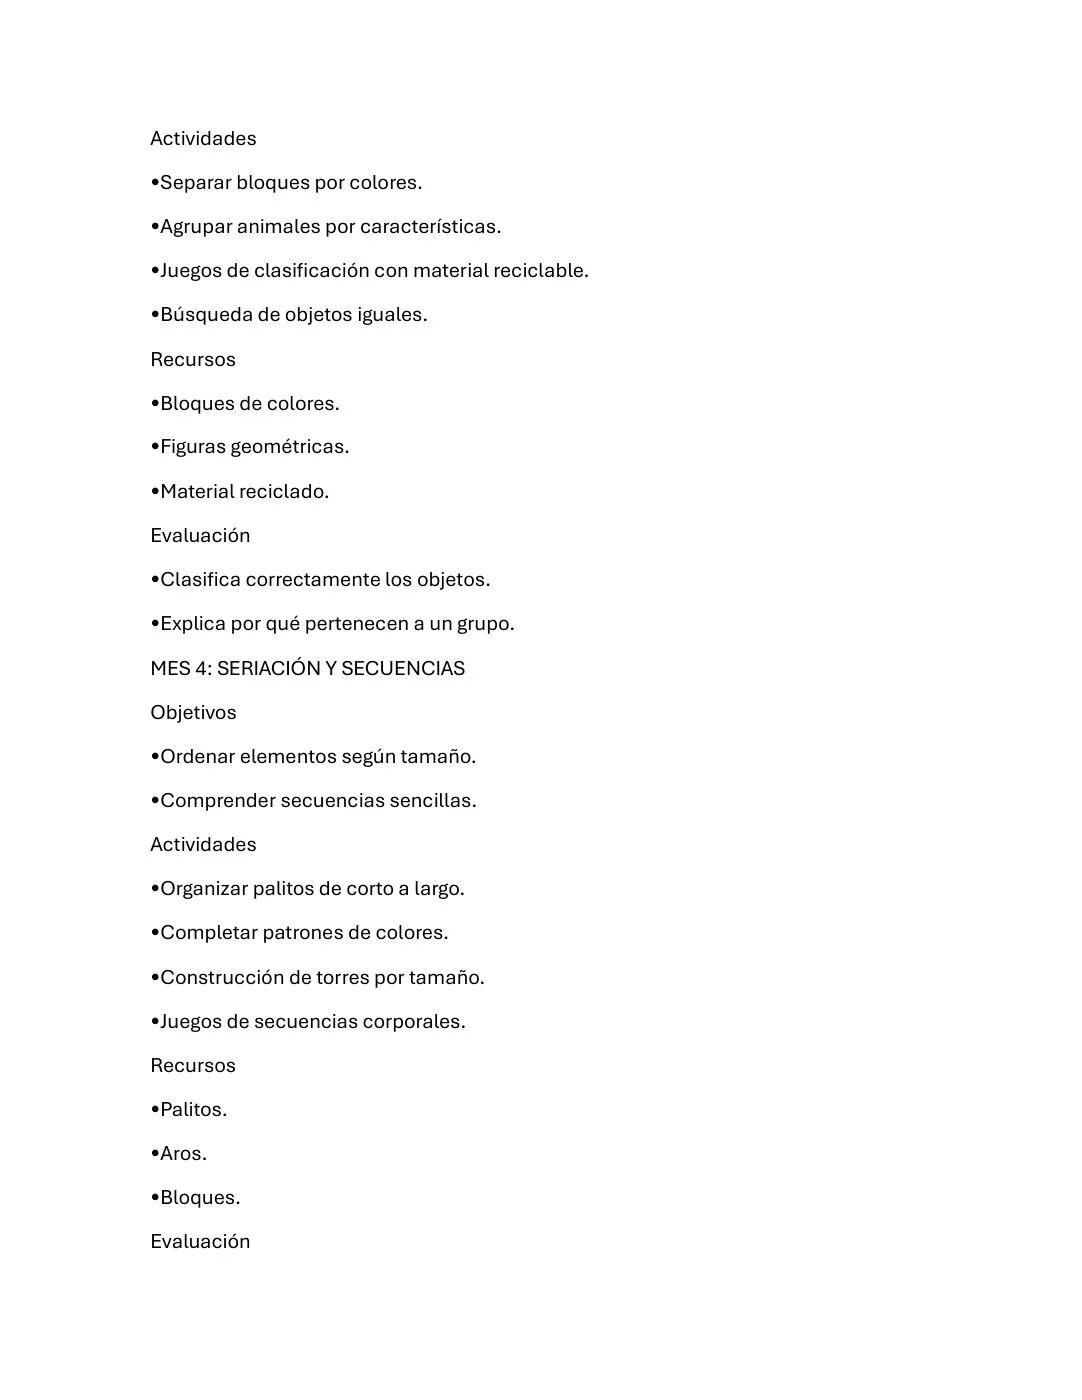 Actividades
•Separar bloques por colores.
•Agrupar animales por características.
•Juegos de clasificación con material reciclable.
•Búsqueda de objetos iguales.
Recursos
•Bloques de colores.
•Figuras geométricas.
•Material reciclado.
Evaluación
•Clasifica correctamente los objetos.
•Explica por qué pertenecen a un grupo.
MES 4: SERIACIÓN Y SECUENCIAS
Objetivos
•Ordenar elementos según tamaño.
•Comprender secuencias sencillas.
Actividades
•Organizar palitos de corto a largo.
•Completar patrones de colores.
•Construcción de torres por tamaño.
•Juegos de secuencias corporales.
Recursos
•Palitos.
•Aros.
•Bloques.
Evaluación